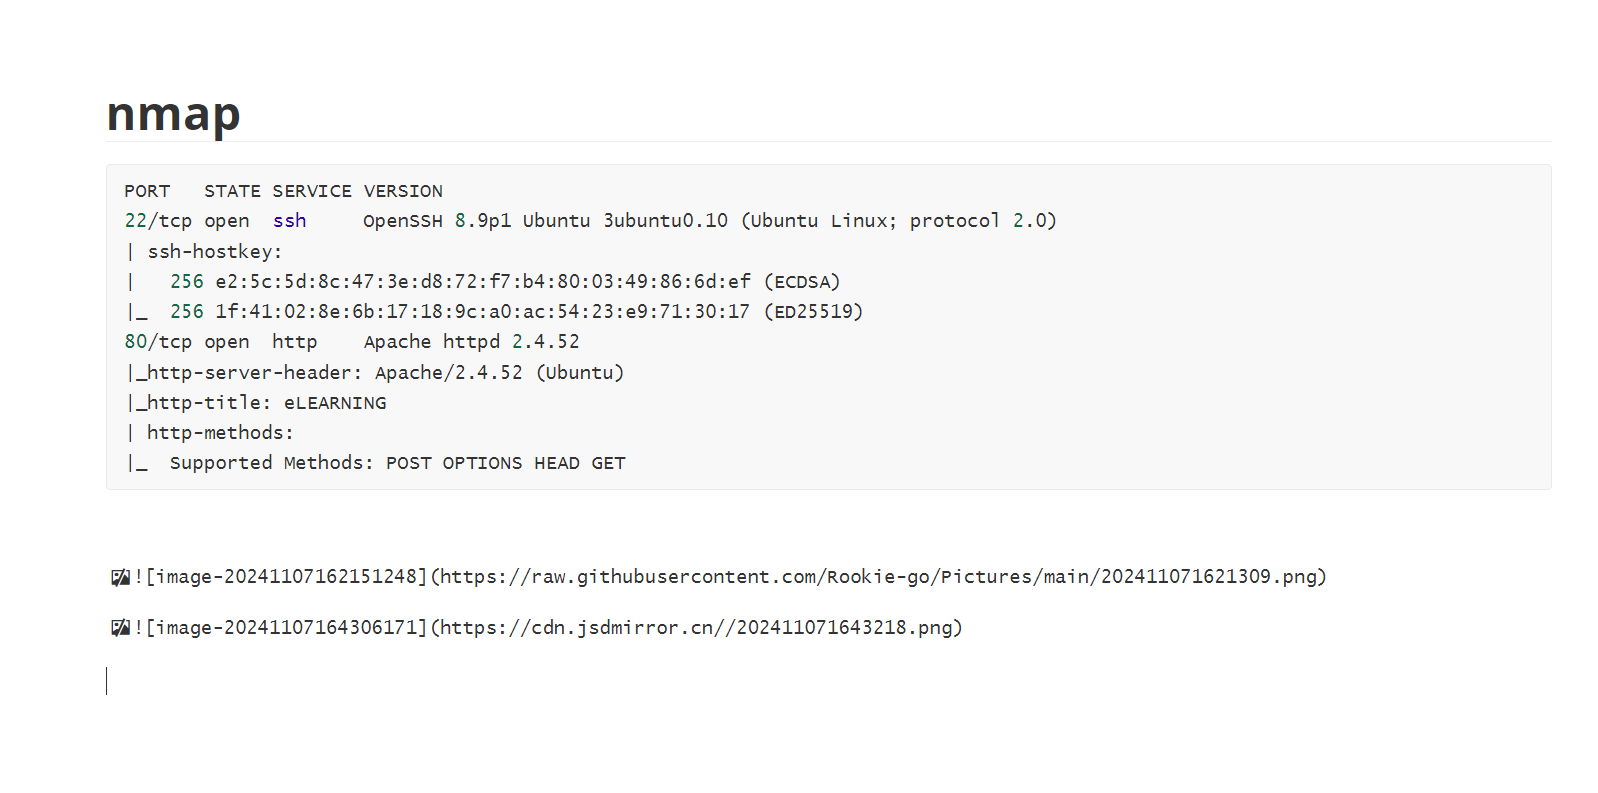 nmap
PORT   STATE SERVICE VERSION
22/tcp open  ssh     OpenSSH 8.9p1 Ubuntu 3ubuntu0.10 (Ubuntu Linux; protocol 2.0)
| ssh-hostkey:
|   256 e2:5c:5d:8c:47:3e:d8:72:f7:b4:80:03:49:86:6d:ef (ECDSA)
|_  256 1f:41:02:8e:6b:17:18:9c:a0:ac:54:23:e9:71:30:17 (ED25519)
80/tcp open  http    Apache httpd 2.4.52
|_http-server-header: Apache/2.4.52 (Ubuntu)
|_http-title: eLEARNING
| http-methods:
|_  Supported Methods: POST OPTIONS HEAD GET
![image-20241107162151248](https://raw.githubusercontent.com/Rookie-go/Pictures/main/202411071621309.png)
![image-20241107164306171](https://cdn.jsdmirror.cn//202411071643218.png)